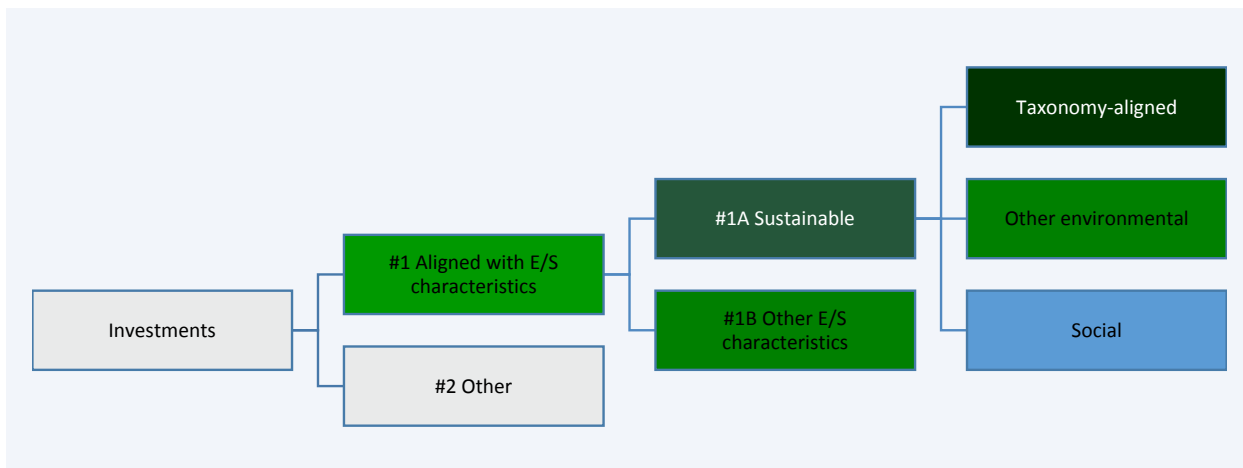 Investments
#1 Aligned with E/S
characteristics
#2 Other
#1A Sustainable
#1B Other E/S
characteristics
Taxonomy-aligned
Other environmental
Social